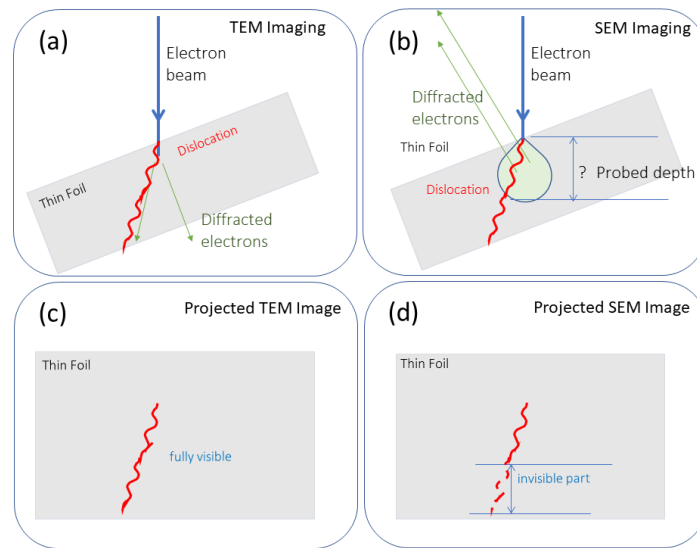 (a)
TEM Imaging
Electron
beam
Dislocation
Thin Foil
Diffracted
electrons
(b)
SEM Imaging
Electron
beam
Diffracted
electrons
Thin Foil
Dislocation
? Probed depth
(c)
Projected TEM Image
Thin Foil
fully visible
(d)
Projected SEM Image
Thin Foil
invisible part